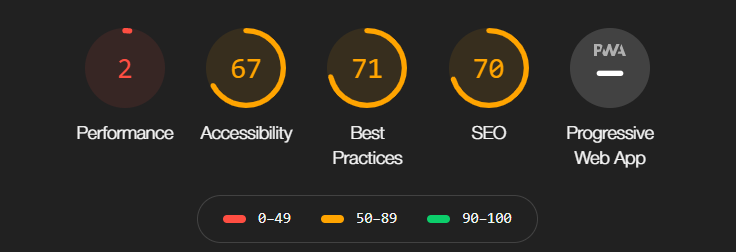 2
67
71
70
PWA
Performance
Accessibility
Best
Practices
SEO
Progressive
Web App
0–49
50–89
90–100